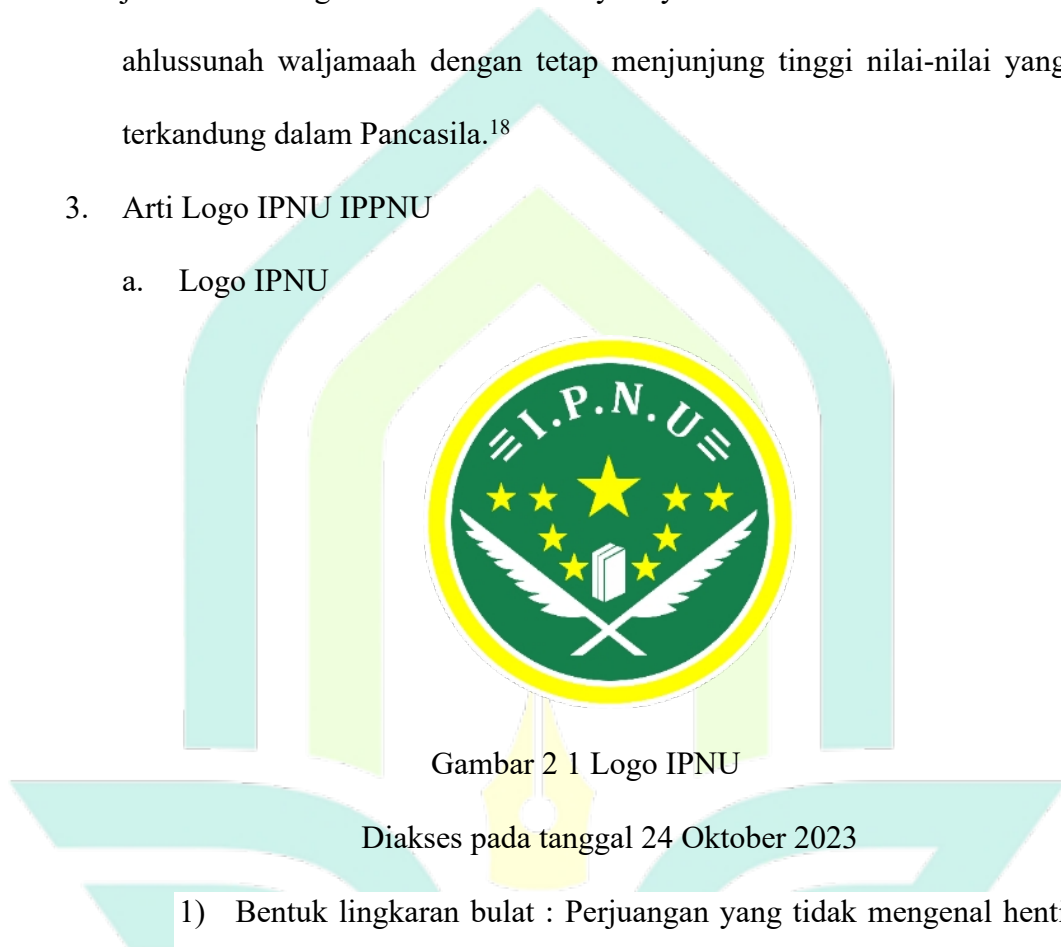 ahlussunah waljamaah dengan tetap menjunjung tinggi nilai-nilai yang
terkandung dalam Pancasila.18
3. Arti Logo IPNU IPPNU
a. Logo IPNU
I.P.N.U
Gambar 2 1 Logo IPNU
Diakses pada tanggal 24 Oktober 2023
1) Bentuk lingkaran bulat : Perjuangan yang tidak mengenal henti